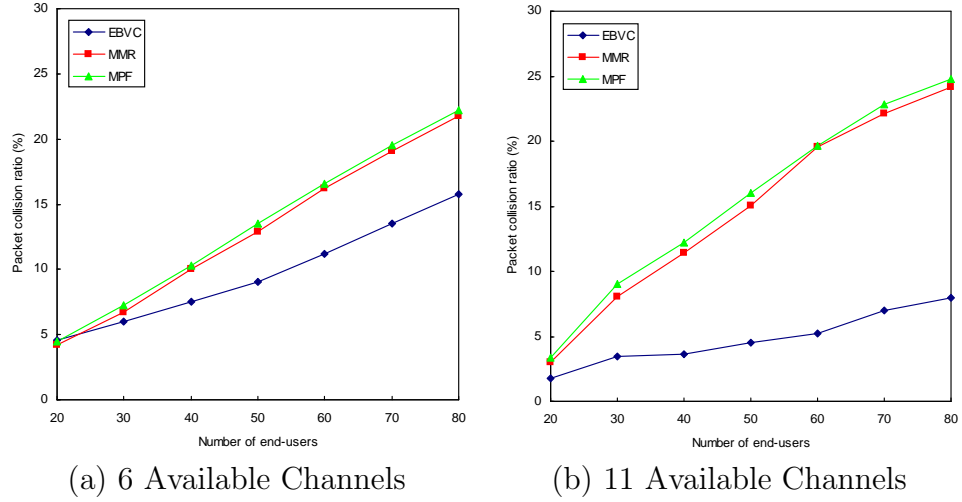 30
25
20
15
10
5
0
Packet collision ratio (%)
EBVC
MMR
MPF
20 30 40 50 60 70 80
Number of end-users
(a) 6 Available Channels
30
25
20
15
10
5
0
Packet collision ratio (%)
EBVC
MMR
MPF
20 30 40 50 60 70 80
Number of end-users
(b) 11 Available Channels